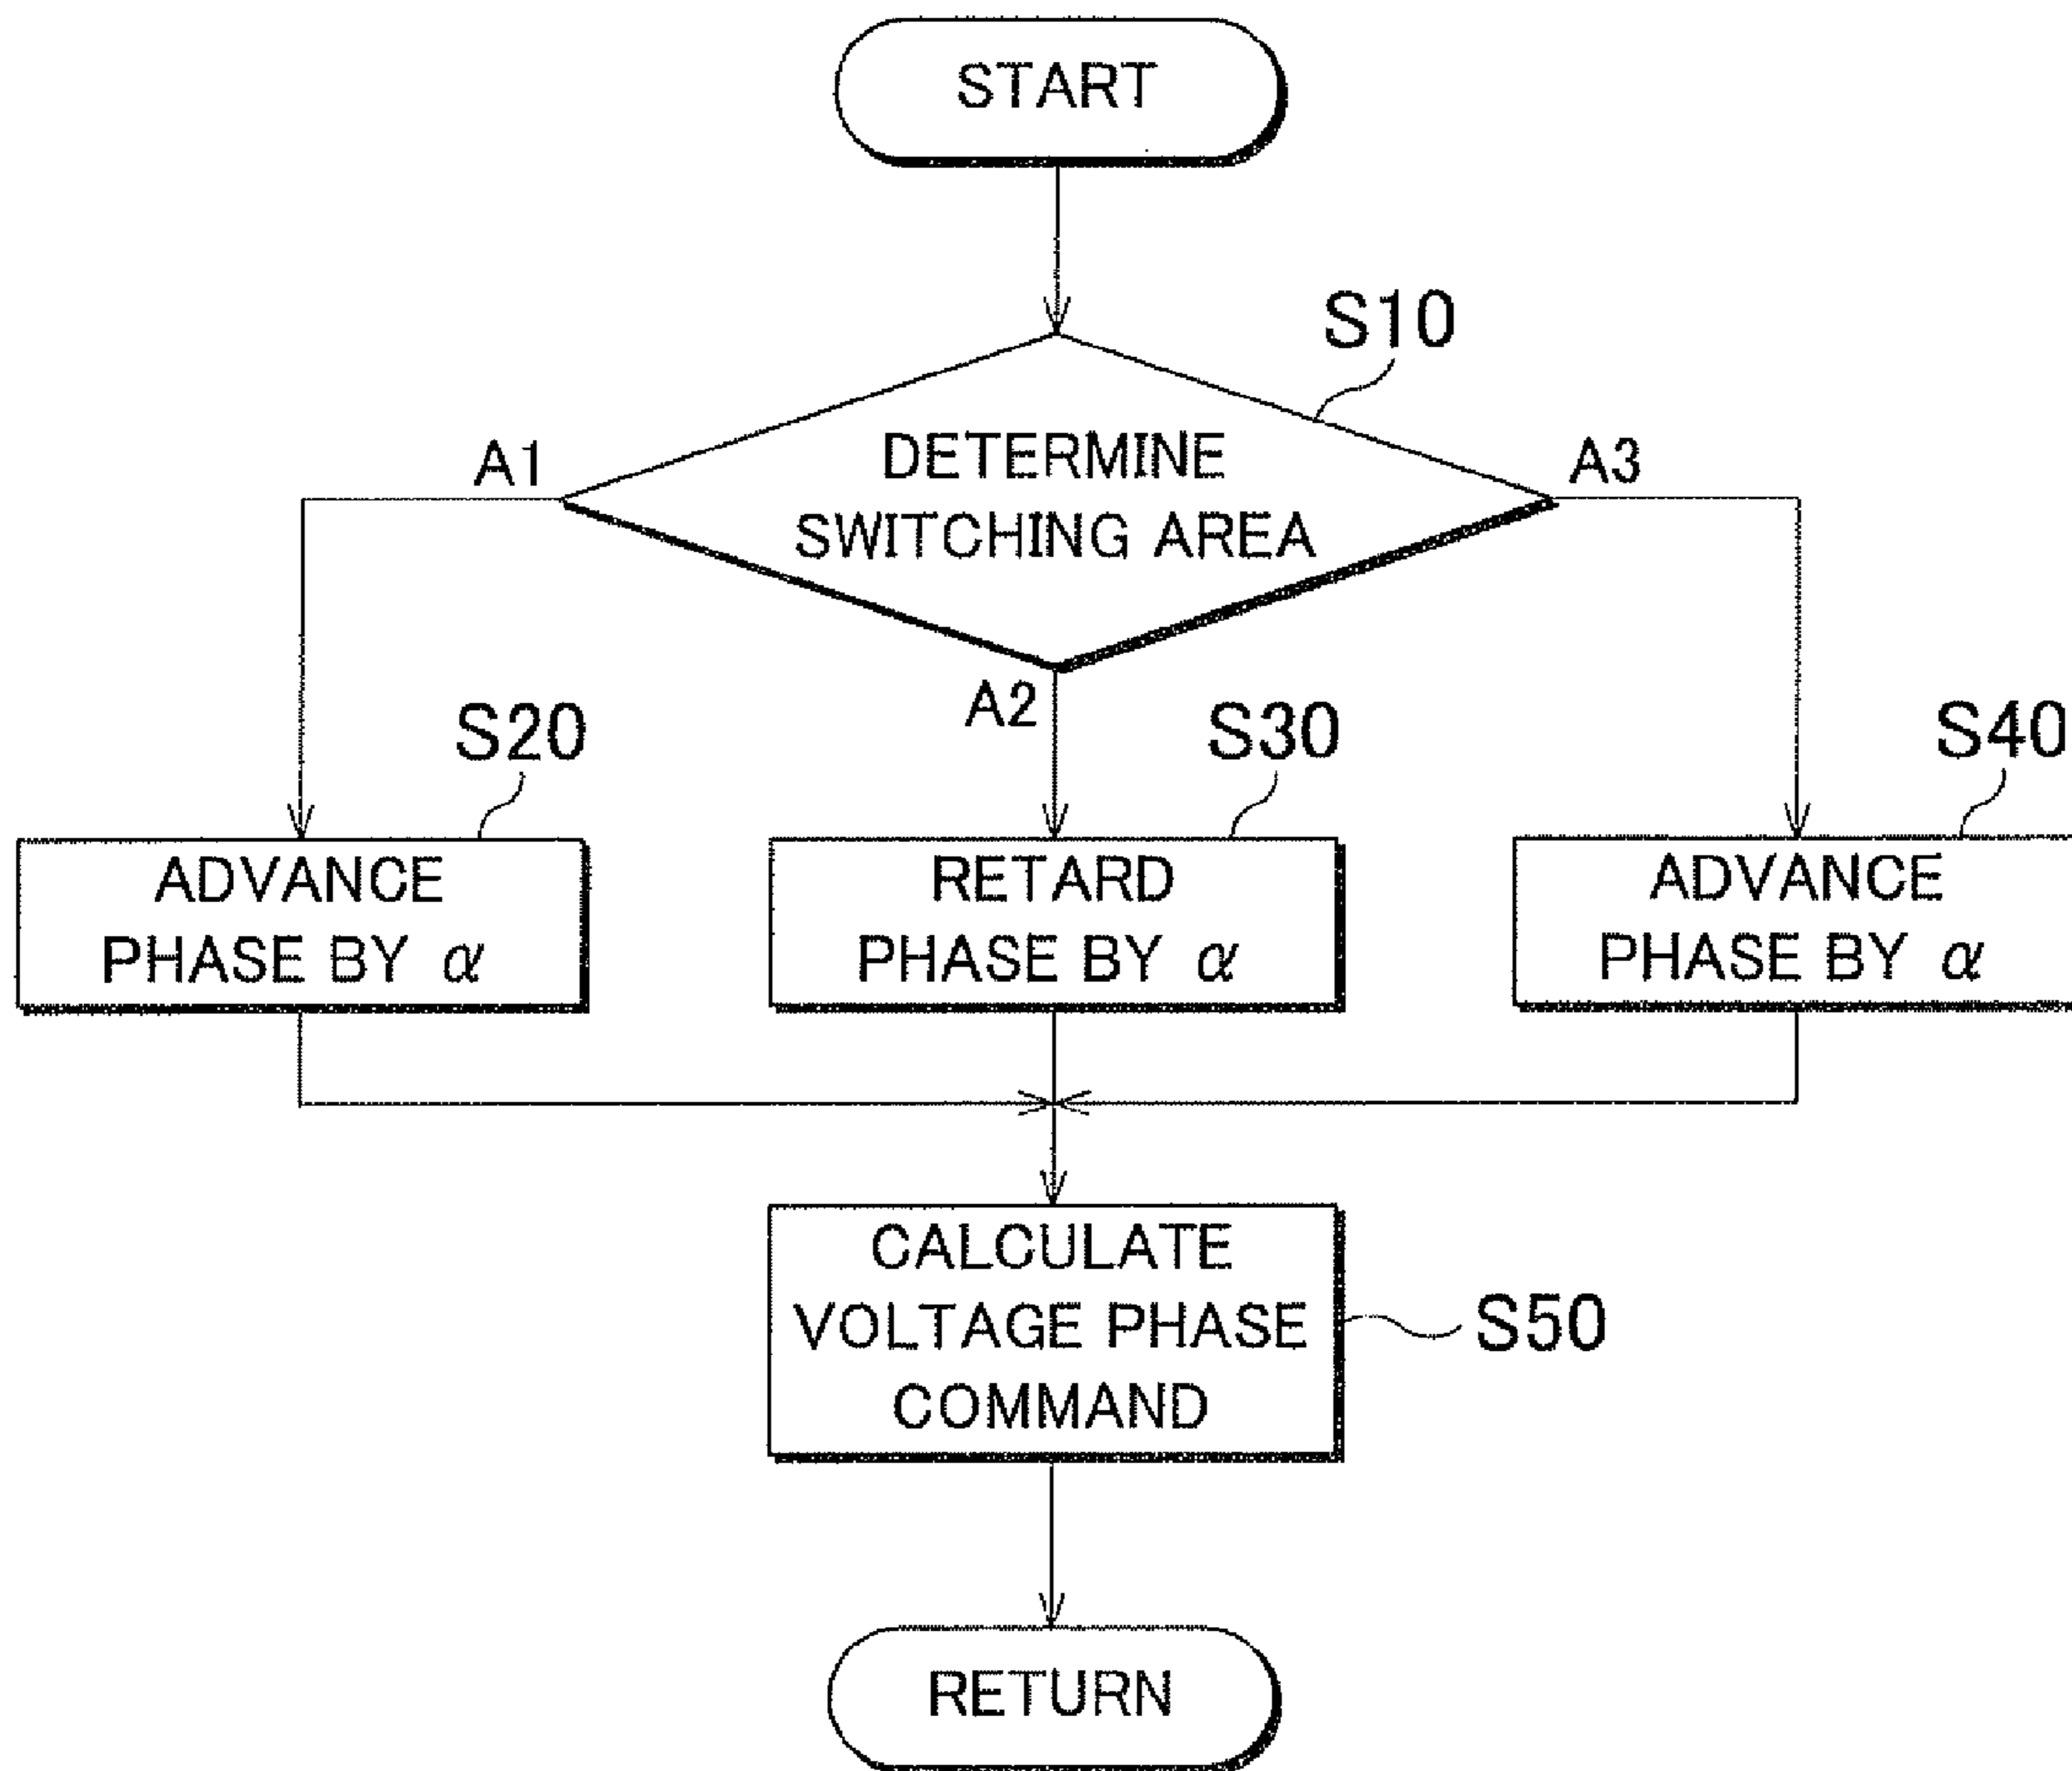 START
S10
DETERMINE
SWITCHING AREA
A1
A3
A2
S20
S30
S40
ADVANCE
PHASE BY α
RETARD
PHASE BY α
ADVANCE
PHASE BY α
CALCULATE
VOLTAGE PHASE
COMMAND
S50
RETURN